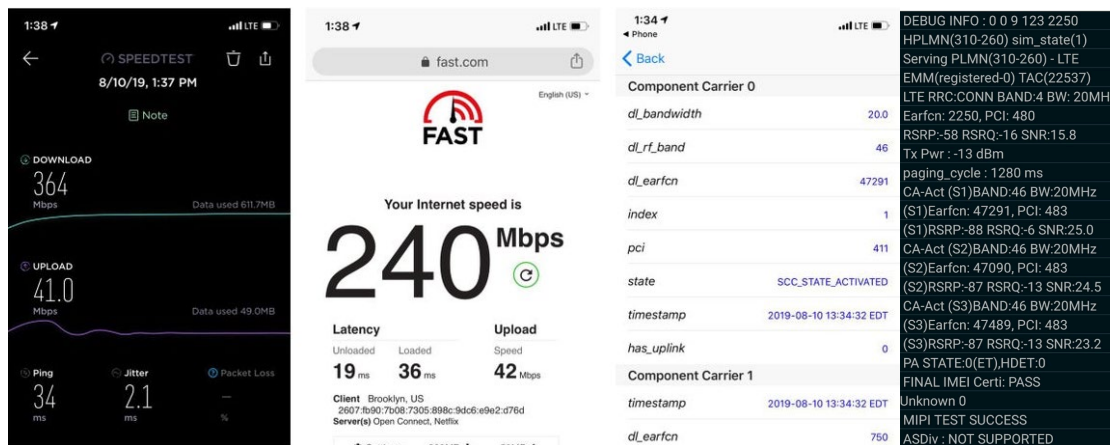 1:38
LTE
SPEEDTEST
8/10/19, 1:37 PM
Note
DOWNLOAD
364
Mbps
Data used 611.7MB
UPLOAD
41.0
Mbps
Data used 49.0MB
Ping
Jitter
Packet Loss
34
2.1
—
ms
ms
%
1:38
LTE
fast.com
English (US)
FAST
Your Internet speed is
240 Mbps
Latency
Upload
Unloaded
Loaded
Speed
19 ms
36 ms
42 Mbps
Client Brooklyn, US
2607:fb90:7b08:7305:898c:9dc6:e9e2:d76d
Server(s) Open Connect, Netflix
1:34
LTE
Phone
Back
Component Carrier 0
dl_bandwidth 20.0
dl_rf_band 46
dl_earfcn 47291
index 1
pci 411
state SCC_STATE_ACTIVATED
timestamp 2019-08-10 13:34:32 EDT
has_uplink 0
Component Carrier 1
timestamp 2019-08-10 13:34:32 EDT
dl_earfcn 750
DEBUG INFO : 0 0 9 123 2250
HPLMN(310-260) sim_state(1)
Serving PLMN(310-260) - LTE
EMM(registered-0) TAC(22537)
LTE RRC:CONN BAND:4 BW: 20MH
Earfcn: 2250, PCI: 480
RSRP:-58 RSRQ:-16 SNR:15.8
Tx Pwr : -13 dBm
paging_cycle : 1280 ms
CA-Act (S1)BAND:46 BW:20MHz
(S1)Earfcn: 47291, PCI: 483
(S1)RSRP:-88 RSRQ:-6 SNR:25.0
CA-Act (S2)BAND:46 BW:20MHz
(S2)Earfcn: 47090, PCI: 483
(S2)RSRP:-87 RSRQ:-13 SNR:24.5
CA-Act (S3)BAND:46 BW:20MHz
(S3)Earfcn: 47489, PCI: 483
(S3)RSRP:-87 RSRQ:-13 SNR:23.2
PA STATE:0(ET),HDET:0
FINAL IMEI Certi: PASS
Unknown 0
MIPI TEST SUCCESS
ASDiv : NOT SUPPORTED